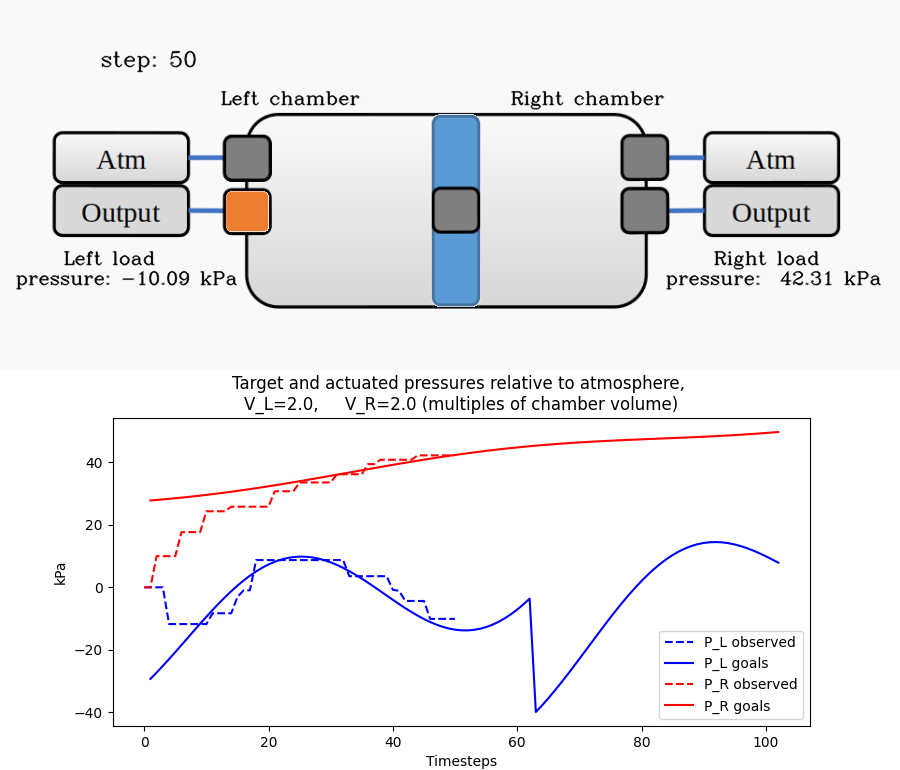 step: 50
Left chamber
Right chamber
Atm
Atm
Output
Output
Left load
pressure: −10.09 kPa
Right load
pressure: 42.31 kPa
Target and actuated pressures relative to atmosphere,
V_L=2.0, V_R=2.0 (multiples of chamber volume)
kPa
40
20
0
−20
−40
0
20
40
60
80
100
Timesteps
P_L observed
P_L goals
P_R observed
P_R goals